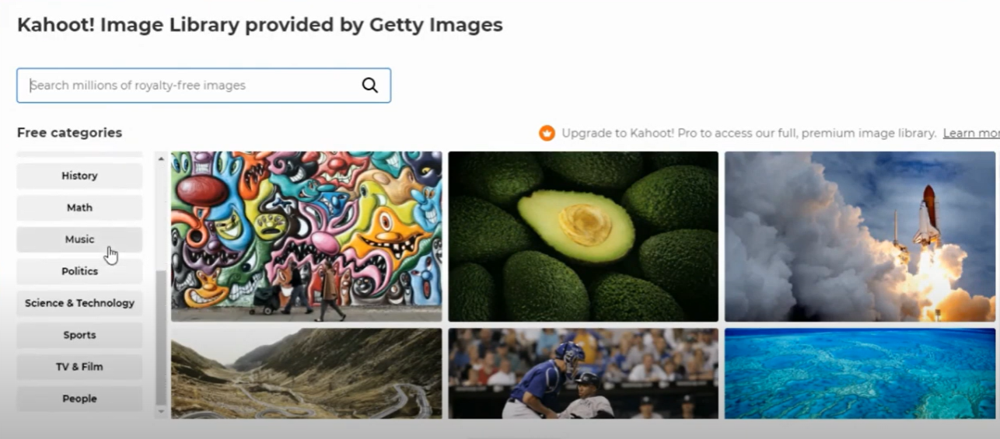 Kahoot! Image Library provided by Getty Images
Search millions of royalty-free images
Free categories
Upgrade to Kahoot! Pro to access our full, premium image library. Learn mor
History
Math
Music
Politics
Science & Technology
Sports
TV & Film
People